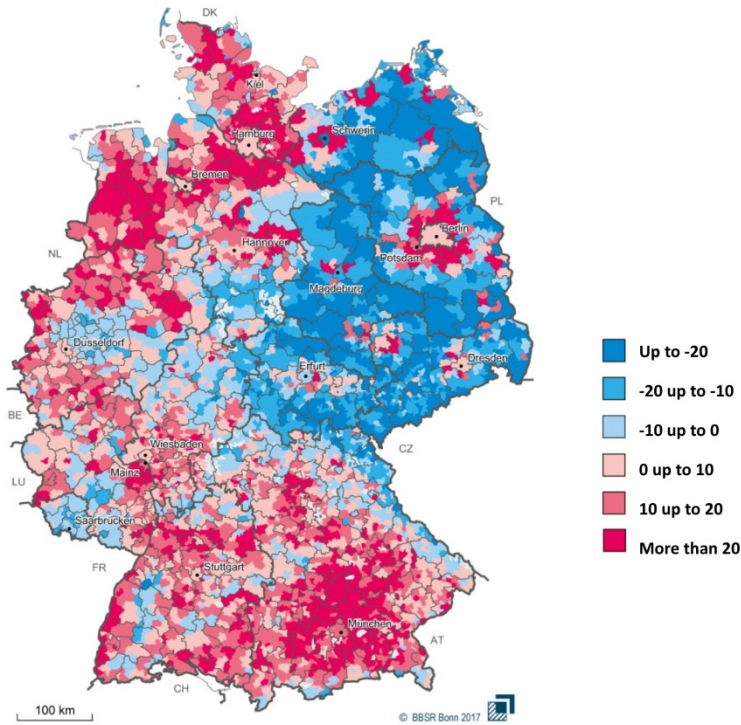 DK
Kiel
Schwerin
Hamburg
Bremen
PL
Berlin
Hannover
Potsdam
NL
Magdeburg
Düsseldorf
Dresden
Erfurt
BE
Wiesbaden
CZ
LU
Mainz
Saarbrücken
FR
Stuttgart
München
AT
CH
100 km
© BBSR Bonn 2017
Up to -20
-20 up to -10
-10 up to 0
0 up to 10
10 up to 20
More than 20